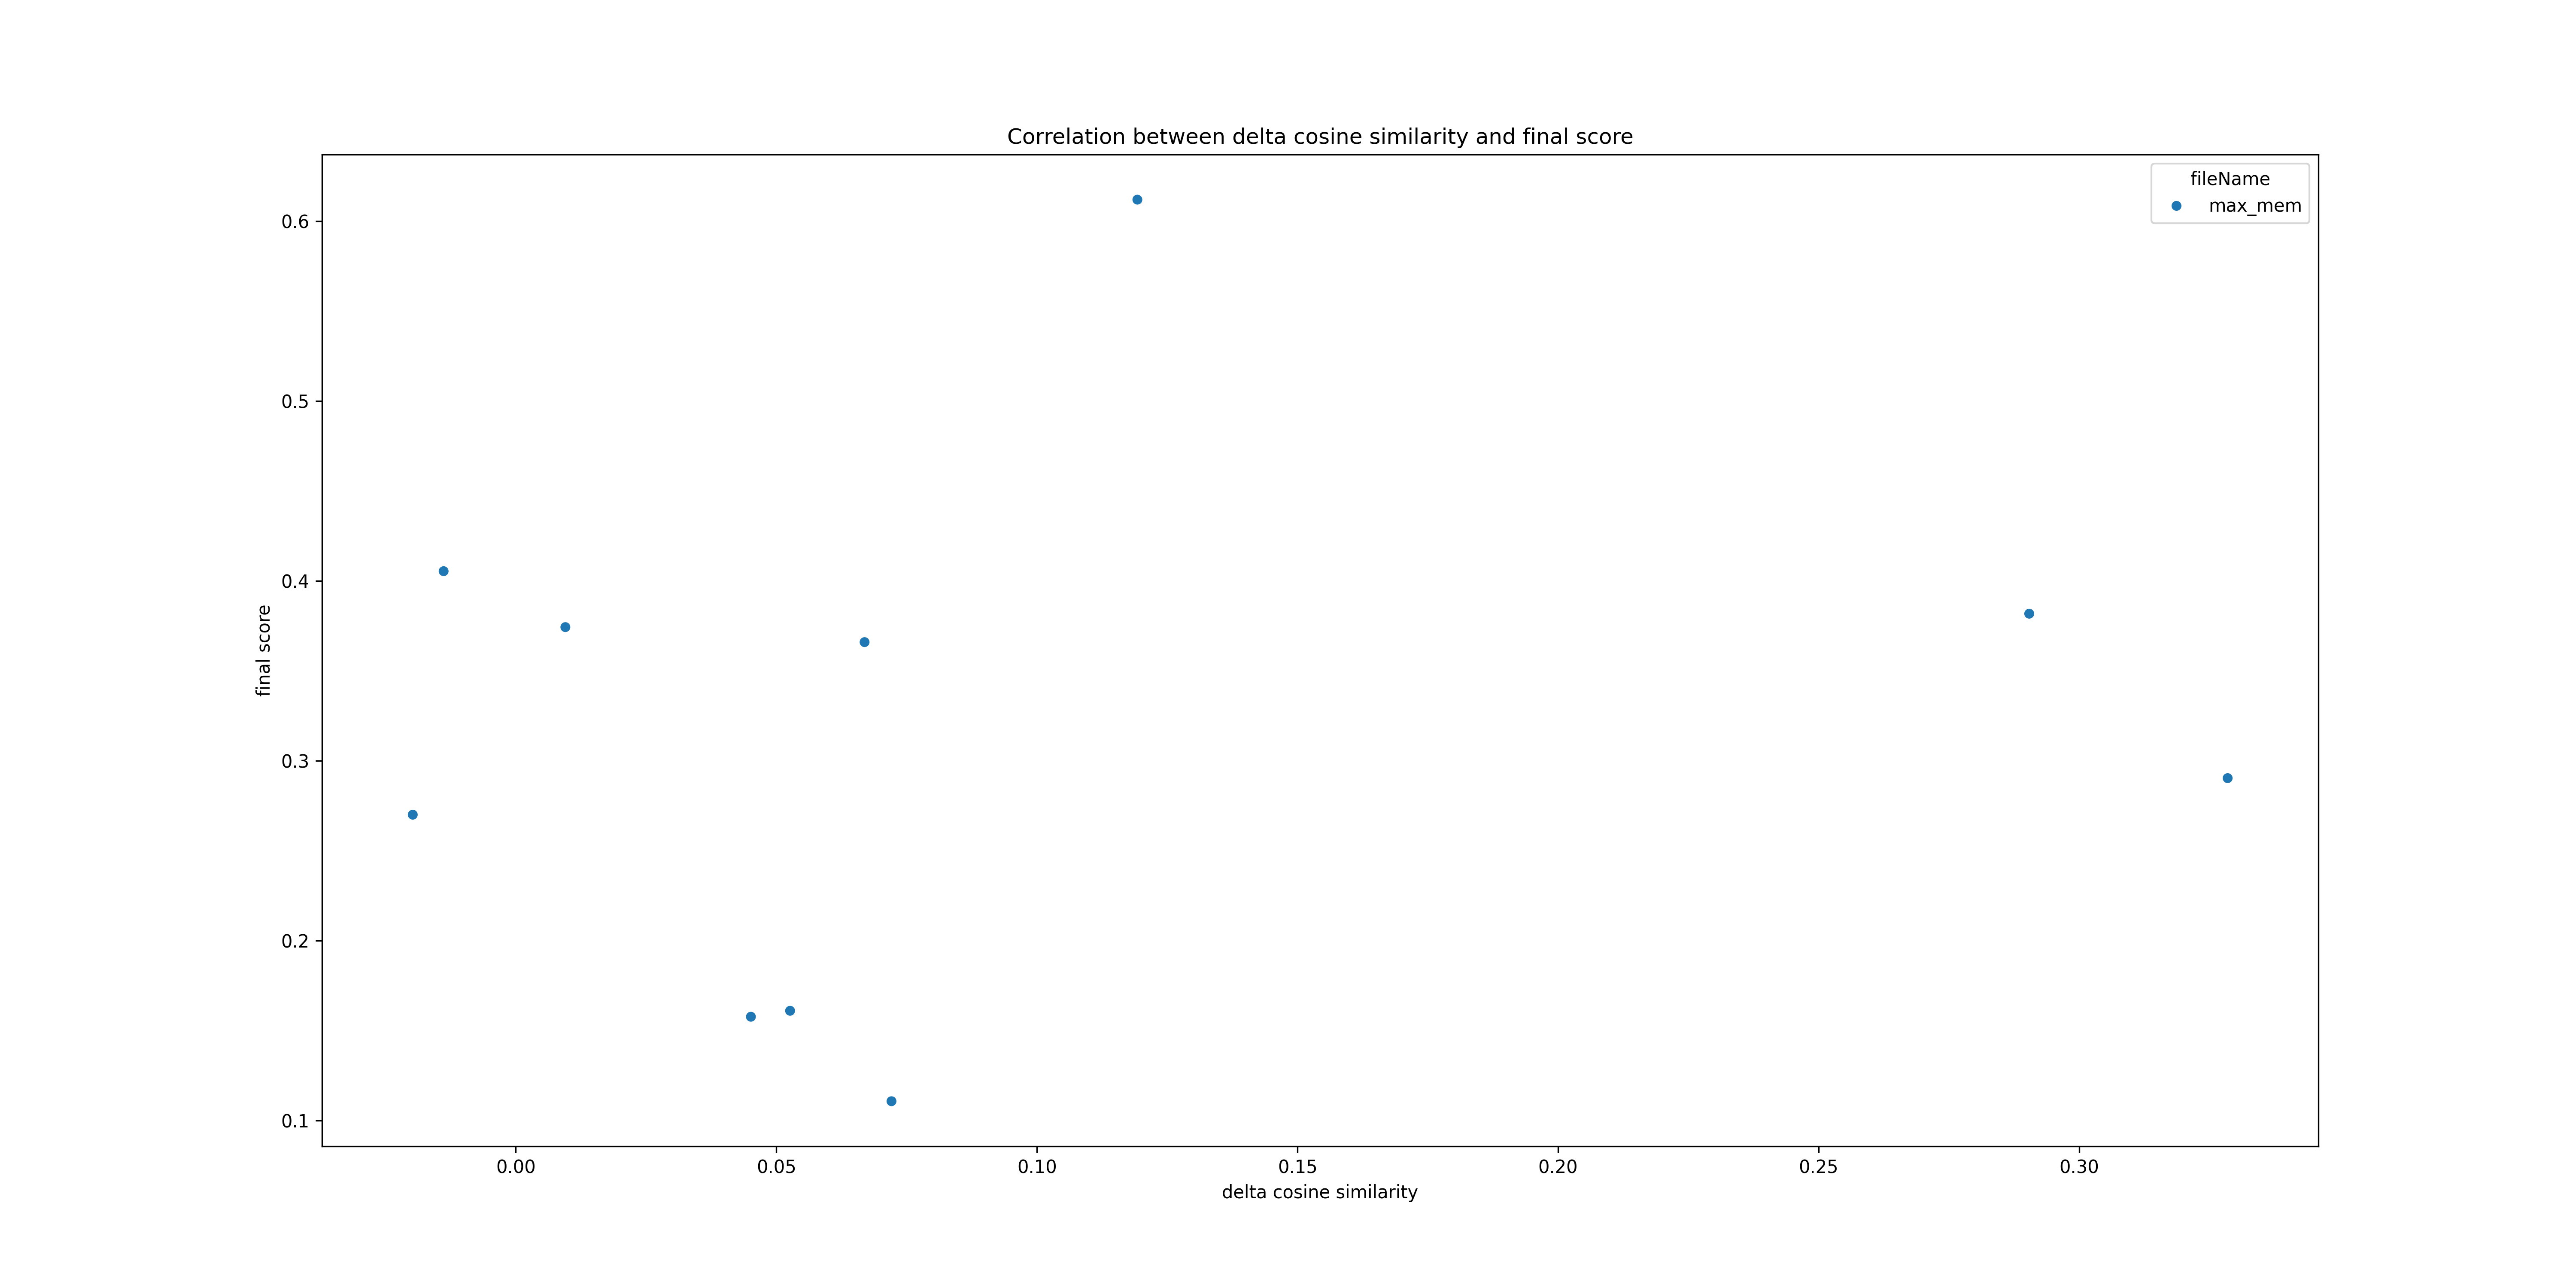 Correlation between delta cosine similarity and final score
fileName
max_mem
final score
0.6
0.5
0.4
0.3
0.2
0.1
0.00 0.05 0.10 0.15 0.20 0.25 0.30
delta cosine similarity